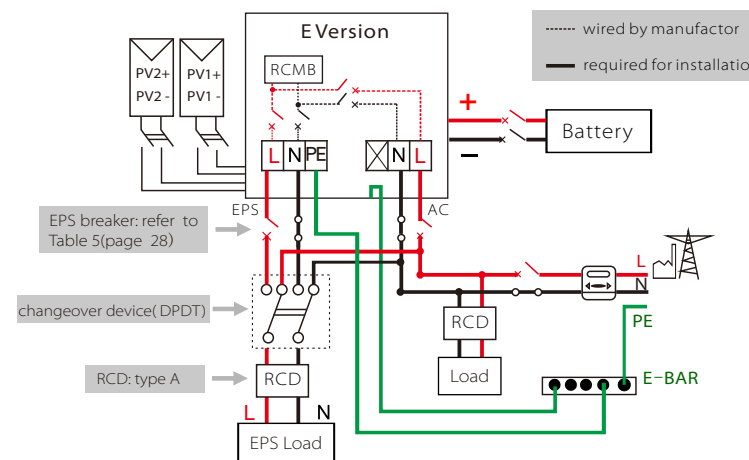 E Version
wired by manufactor
required for installatio
RCMB
PV2+
PV2 -
PV1+
PV1 -
+
−
Battery
L N PE
N L
EPS
AC
EPS breaker: refer to
Table 5(page 28)
L
N
PE
changeover device( DPDT)
RCD
Load
E-BAR
RCD: type A
RCD
L N
EPS Load